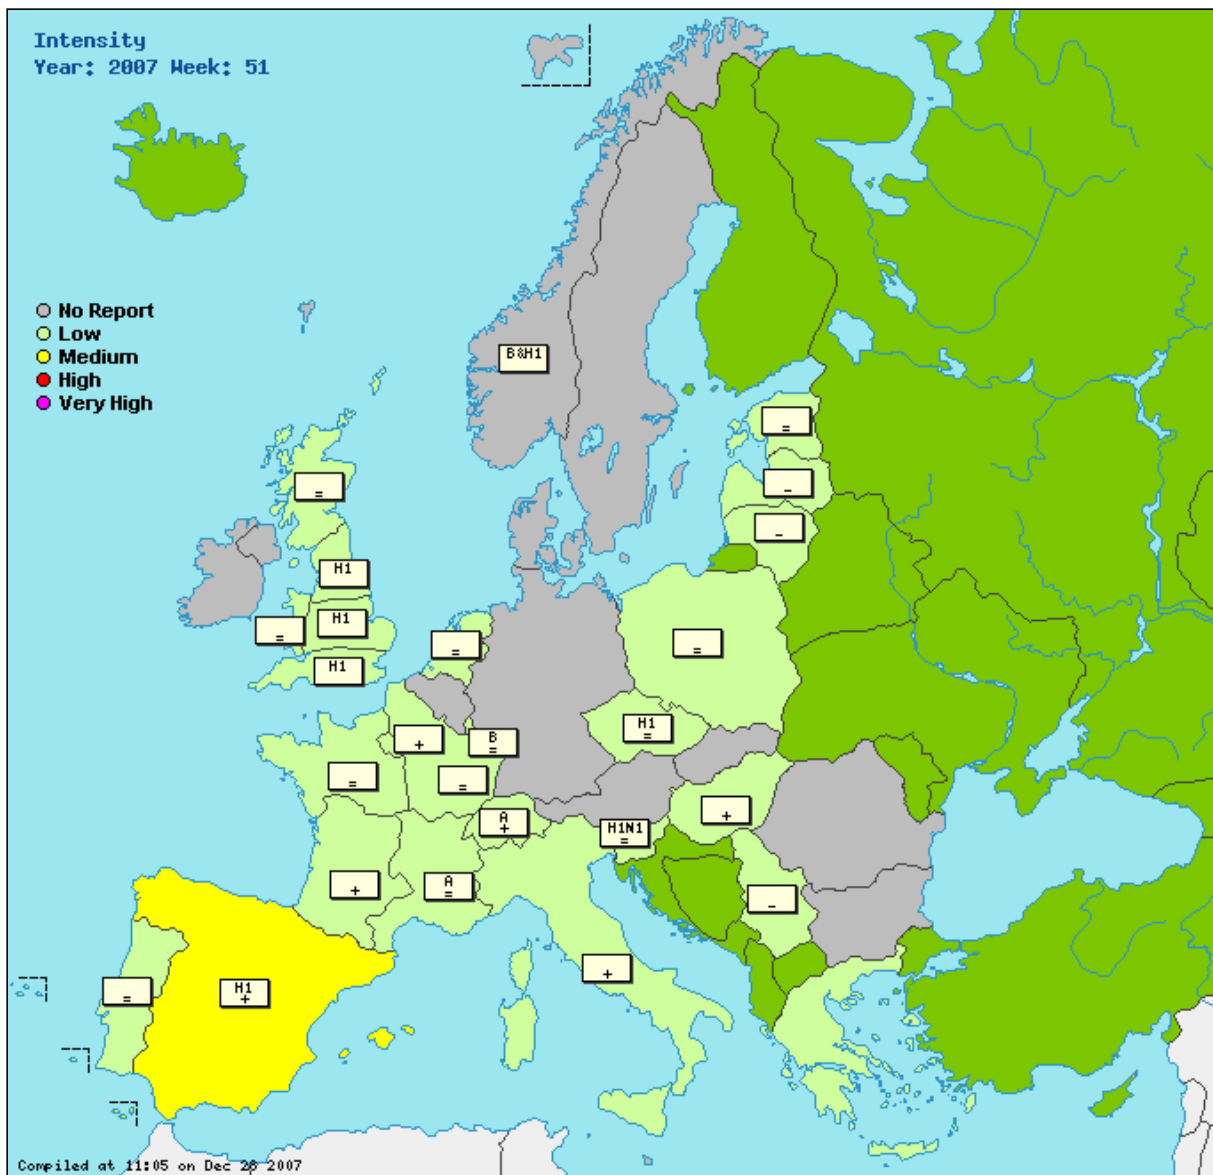 Intensity
Year: 2007 Week: 51
No Report
Low
Medium
High
Very High
B&H1
=
=
-
-
H1
H1
=
H1
=
=
H1
=
+
B
=
=
=
A
+
+
H1N1
=
+
A
=
-
+
=
H1
+
Compiled at 11:05 on Dec 28 2007